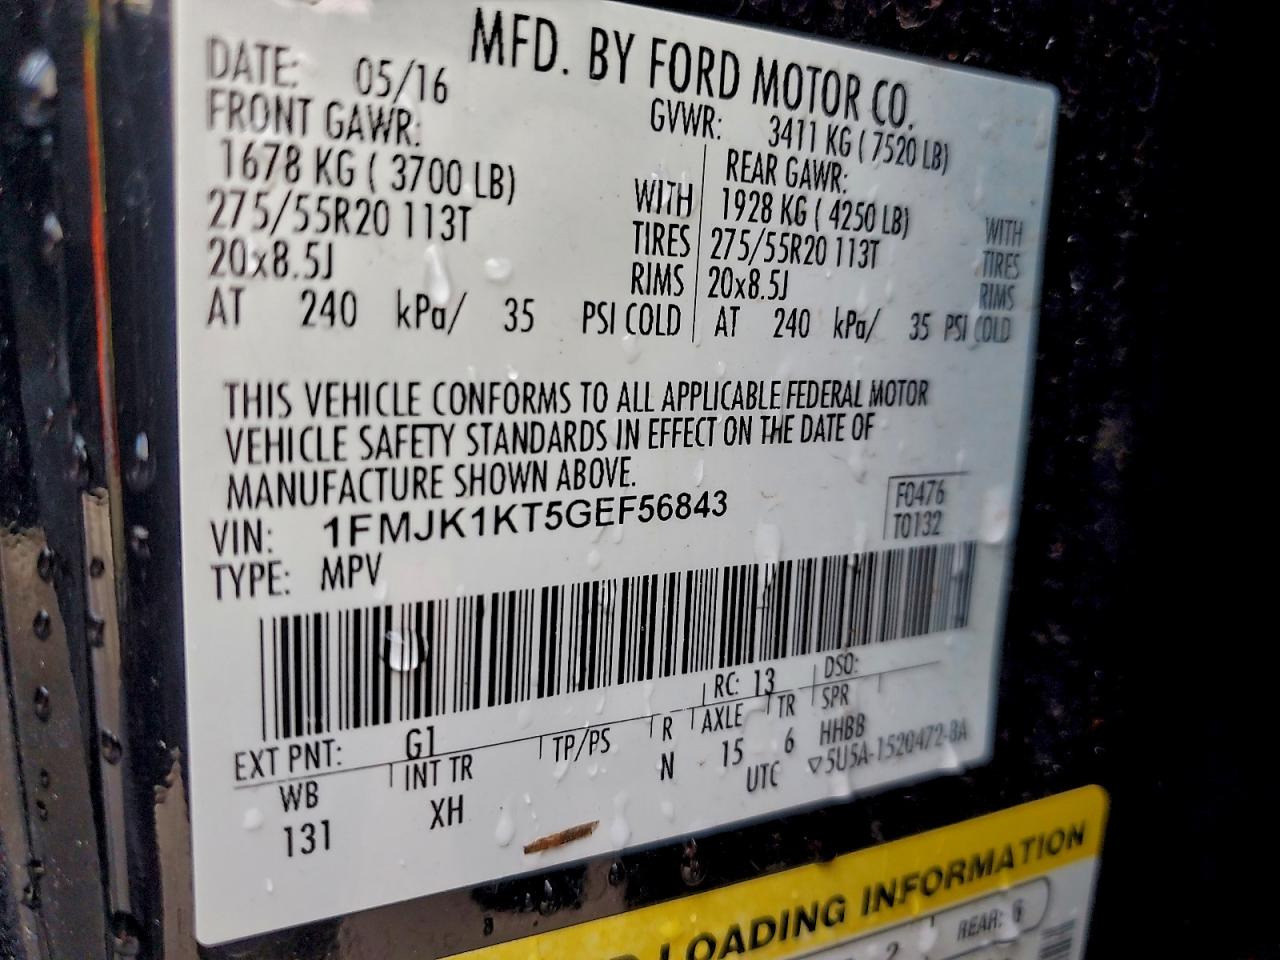 MFD. BY FORD MOTOR CO.
DATE: 05/16 GVWR: 3411 KG ( 7520 LB)
FRONT GAWR: REAR GAWR:
1678 KG ( 3700 LB) WITH 1928 KG ( 4250 LB) WITH
275/55R20 113T TIRES 275/55R20 113T TIRES
20x8.5J RIMS 20x8.5J RIMS
AT 240 kPa/ 35 PSI COLD AT 240 kPa/ 35 PSI COLD
THIS VEHICLE CONFORMS TO ALL APPLICABLE FEDERAL MOTOR
VEHICLE SAFETY STANDARDS IN EFFECT ON THE DATE OF
MANUFACTURE SHOWN ABOVE.
F0476
VIN: 1FMJK1KT5GEF56843
T0132
TYPE: MPV
RC: 13 DSO:
EXT PNT: G1
WB INT TR TP/PS R AXLE TR SPR
131 XH N 15 6 HHBB
UTC ▽5U5A-1520472-BA
LOADING INFORMATION
2 REAR: